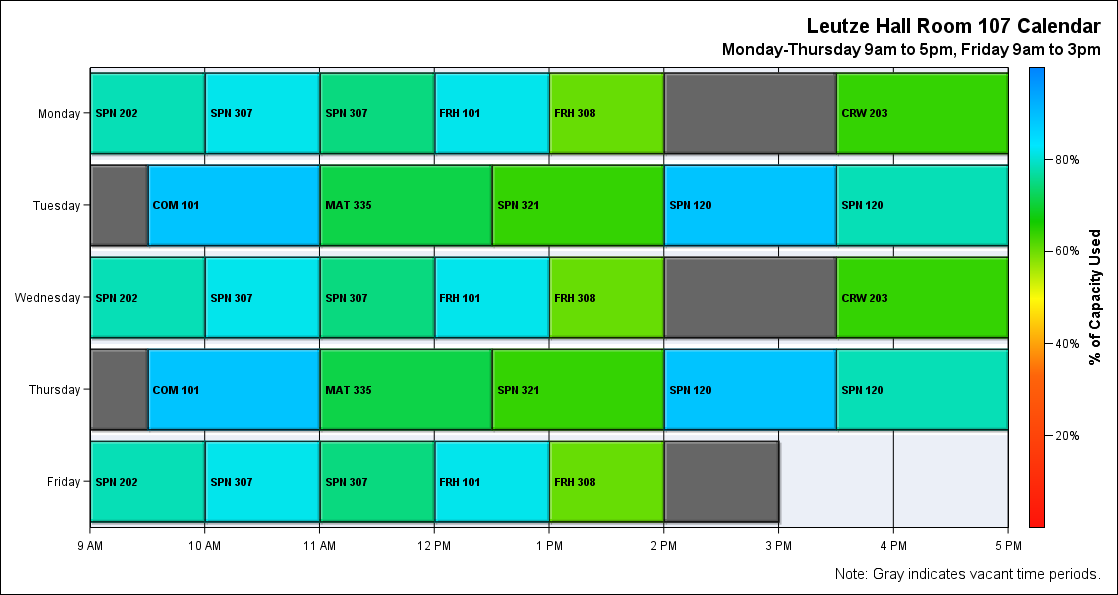 Leutze Hall Room 107 Calendar
Monday-Thursday 9am to 5pm, Friday 9am to 3pm
Monday
SPN 202 SPN 307 SPN 307 FRH 101 FRH 308 CRW 203
Tuesday
COM 101 MAT 335 SPN 321 SPN 120 SPN 120
Wednesday
SPN 202 SPN 307 SPN 307 FRH 101 FRH 308 CRW 203
Thursday
COM 101 MAT 335 SPN 321 SPN 120 SPN 120
Friday
SPN 202 SPN 307 SPN 307 FRH 101 FRH 308
9 AM 10 AM 11 AM 12 PM 1 PM 2 PM 3 PM 4 PM 5 PM
80%
60%
40%
20%
% of Capacity Used
Note: Gray indicates vacant time periods.